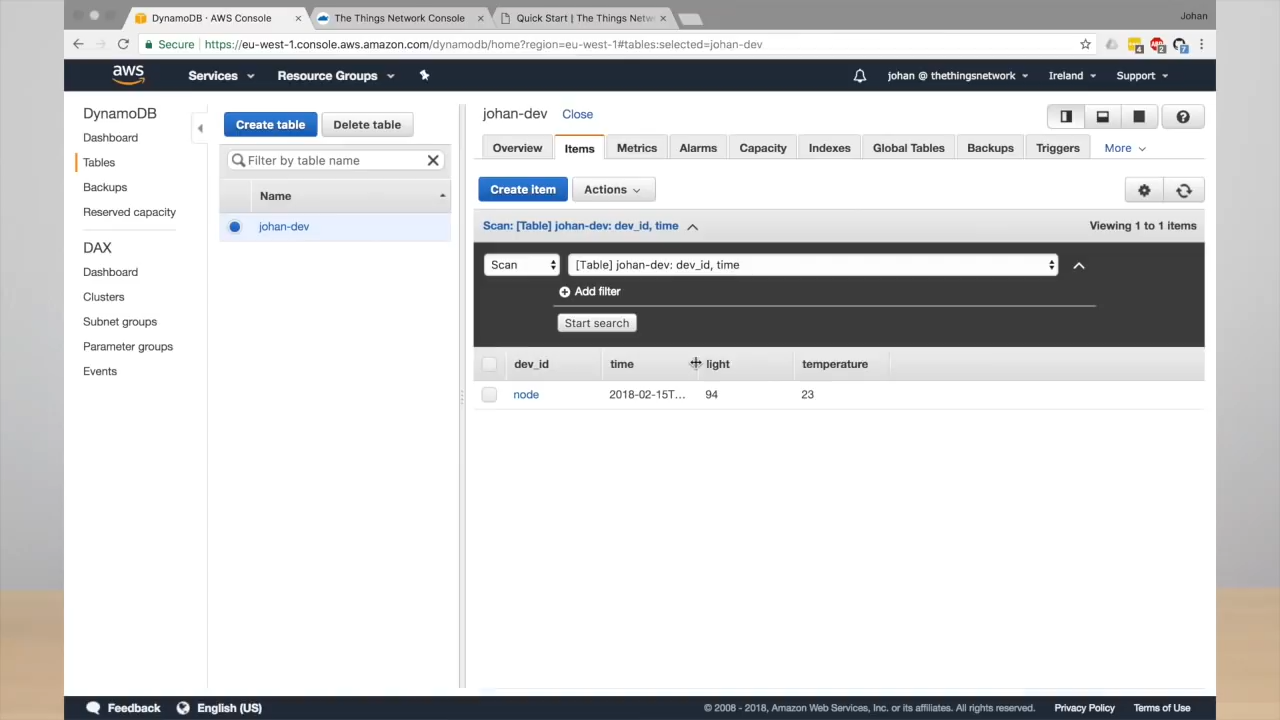 DynamoDB · AWS Console
The Things Network Console
Quick Start | The Things Netw
Johan
Secure
https://eu-west-1.console.aws.amazon.com/dynamodb/home?region=eu-west-1#tables:selected=johan-dev
4
2
7
aws
Services
Resource Groups
johan @ thethingsnetwork
Ireland
Support
DynamoDB
Dashboard
Tables
Backups
Reserved capacity
DAX
Dashboard
Clusters
Subnet groups
Parameter groups
Events
Create table
Delete table
Filter by table name
Name
johan-dev
johan-dev Close
Overview
Items
Metrics
Alarms
Capacity
Indexes
Global Tables
Backups
Triggers
More
Create item
Actions
Scan: [Table] johan-dev: dev_id, time
Viewing 1 to 1 items
Scan
[Table] johan-dev: dev_id, time
Add filter
Start search
dev_id time light temperature
node 2018-02-15T... 94 23
Feedback
English (US)
© 2008 - 2018, Amazon Web Services, Inc. or its affiliates. All rights reserved.
Privacy Policy
Terms of Use